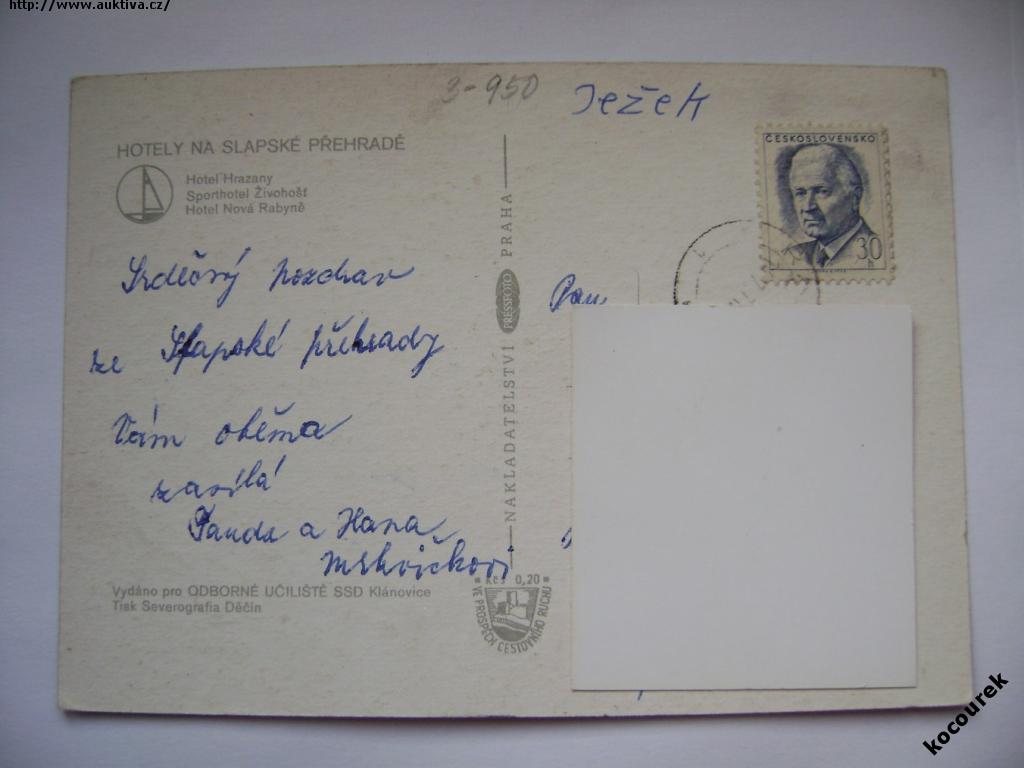 http://www.auktiva.cz/
3-950
Ježek
HOTELY NA SLAPSKÉ PŘEHRADĚ
Hotel Hrazany
Sporthotel Živohošť
Hotel Nová Rabyně
Srdečný pozdrav
ze Slapské přehrady
Vám oběma
zasílá
Standa a Hana
Mrkvičkovi
Vydáno pro ODBORNÉ UČILIŠTĚ SSD Klánovice
Tisk Severografia Děčín
NAKLADATELSTVÍ PRESSFOTO PRAHA
Kčs 0,20
VE PROSPĚCH CESTOVNÍHO RUCHU
ČESKOSLOVENSKO
30
h
Pan
kocourek